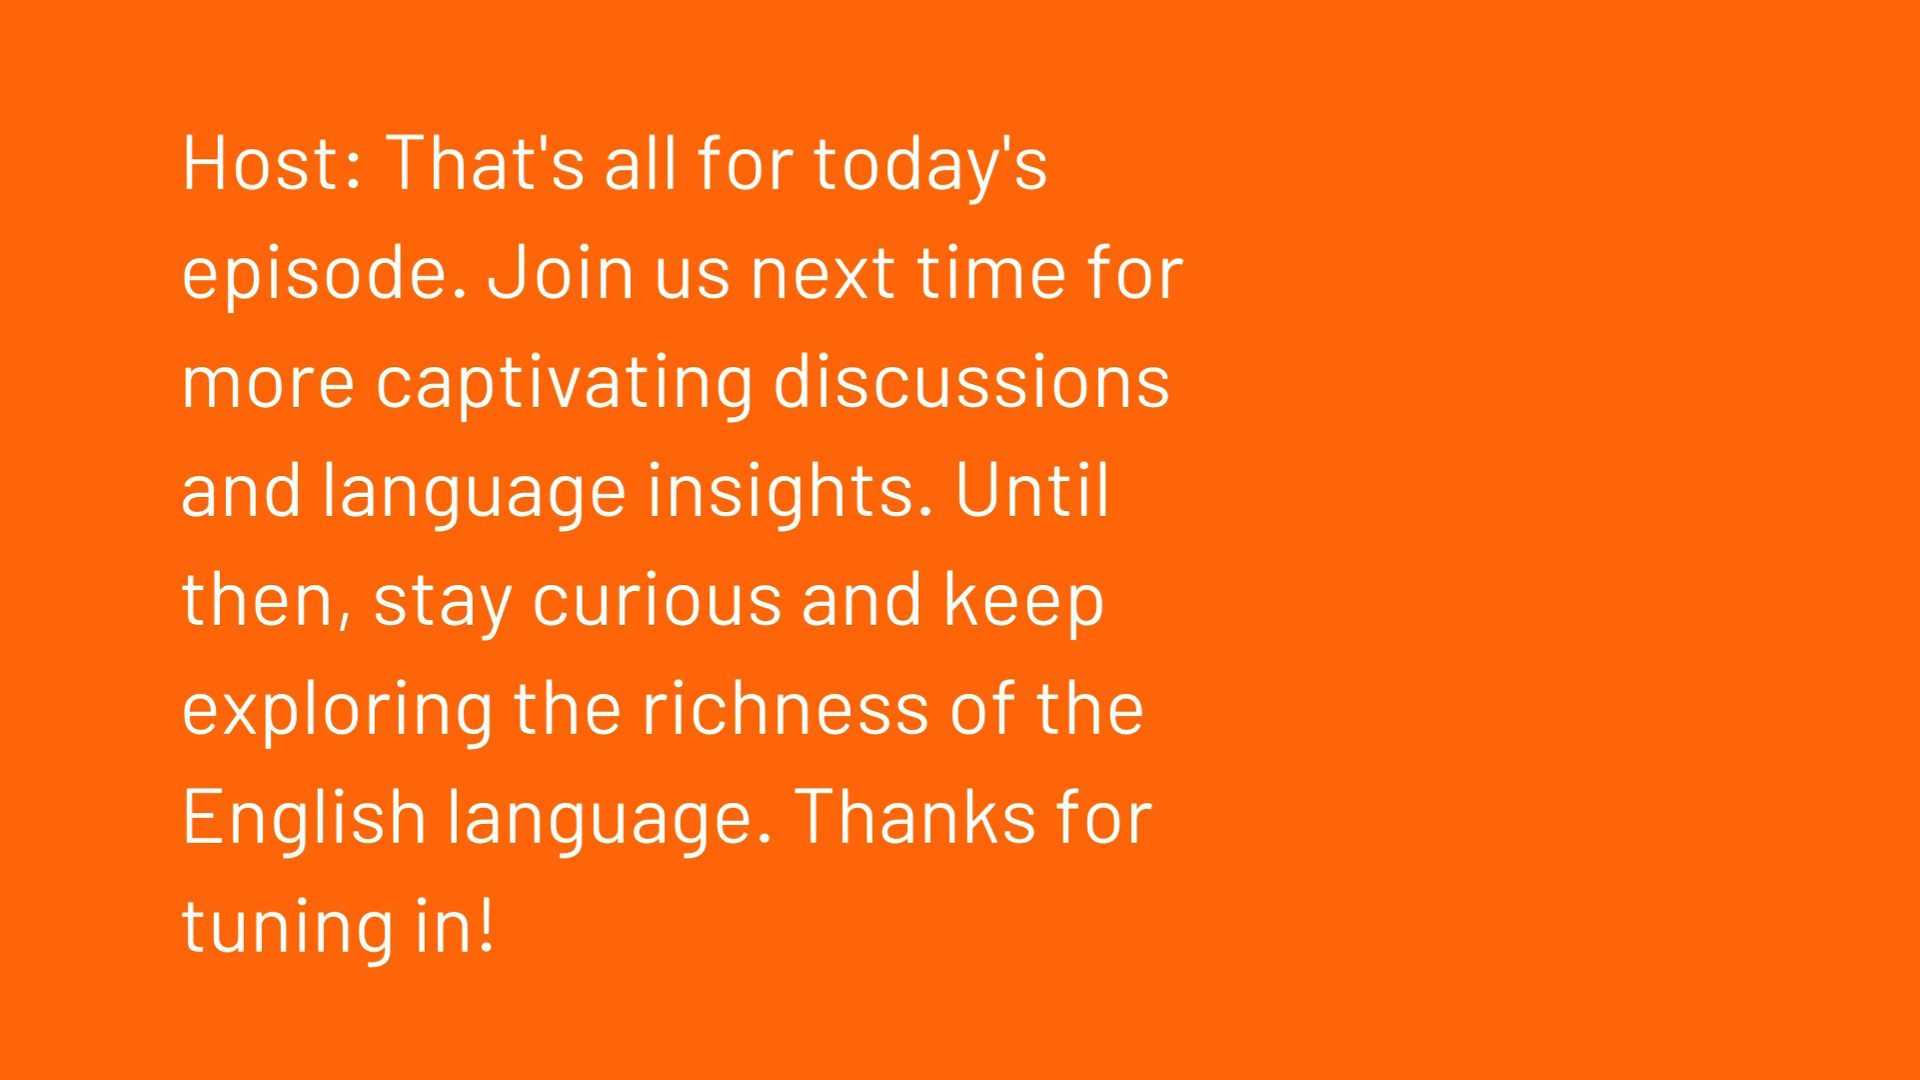 Host: That's all for today's
episode. Join us next time for
more captivating discussions
and language insights. Until
then, stay curious and keep
exploring the richness of the
English language. Thanks for
tuning in!